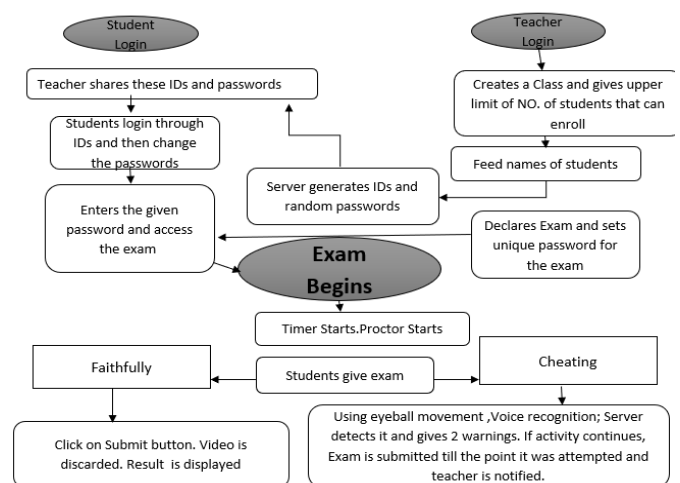 Student
Login
Teacher
Login
Teacher shares these IDs and passwords
Creates a Class and gives upper
limit of NO. of students that can
enroll
Students login through
IDs and then change
the passwords
Feed names of students
Server generates IDs and
random passwords
Enters the given
password and access
the exam
Declares Exam and sets
unique password for
the exam
Exam
Begins
Timer Starts.Proctor Starts
Faithfully
Students give exam
Cheating
Click on Submit button. Video is
discarded. Result is displayed
Using eyeball movement ,Voice recognition; Server
detects it and gives 2 warnings. If activity continues,
Exam is submitted till the point it was attempted and
teacher is notified.